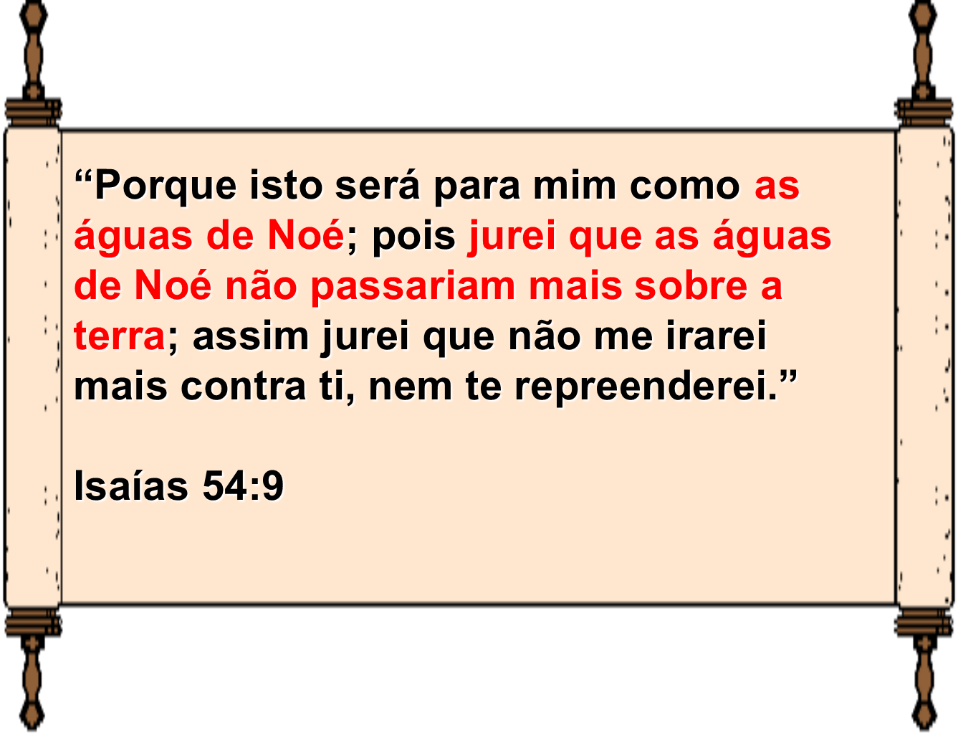 “Porque isto será para mim como as
águas de Noé; pois jurei que as águas
de Noé não passariam mais sobre a
terra; assim jurei que não me irarei
mais contra ti, nem te repreenderei.”
Isaías 54:9